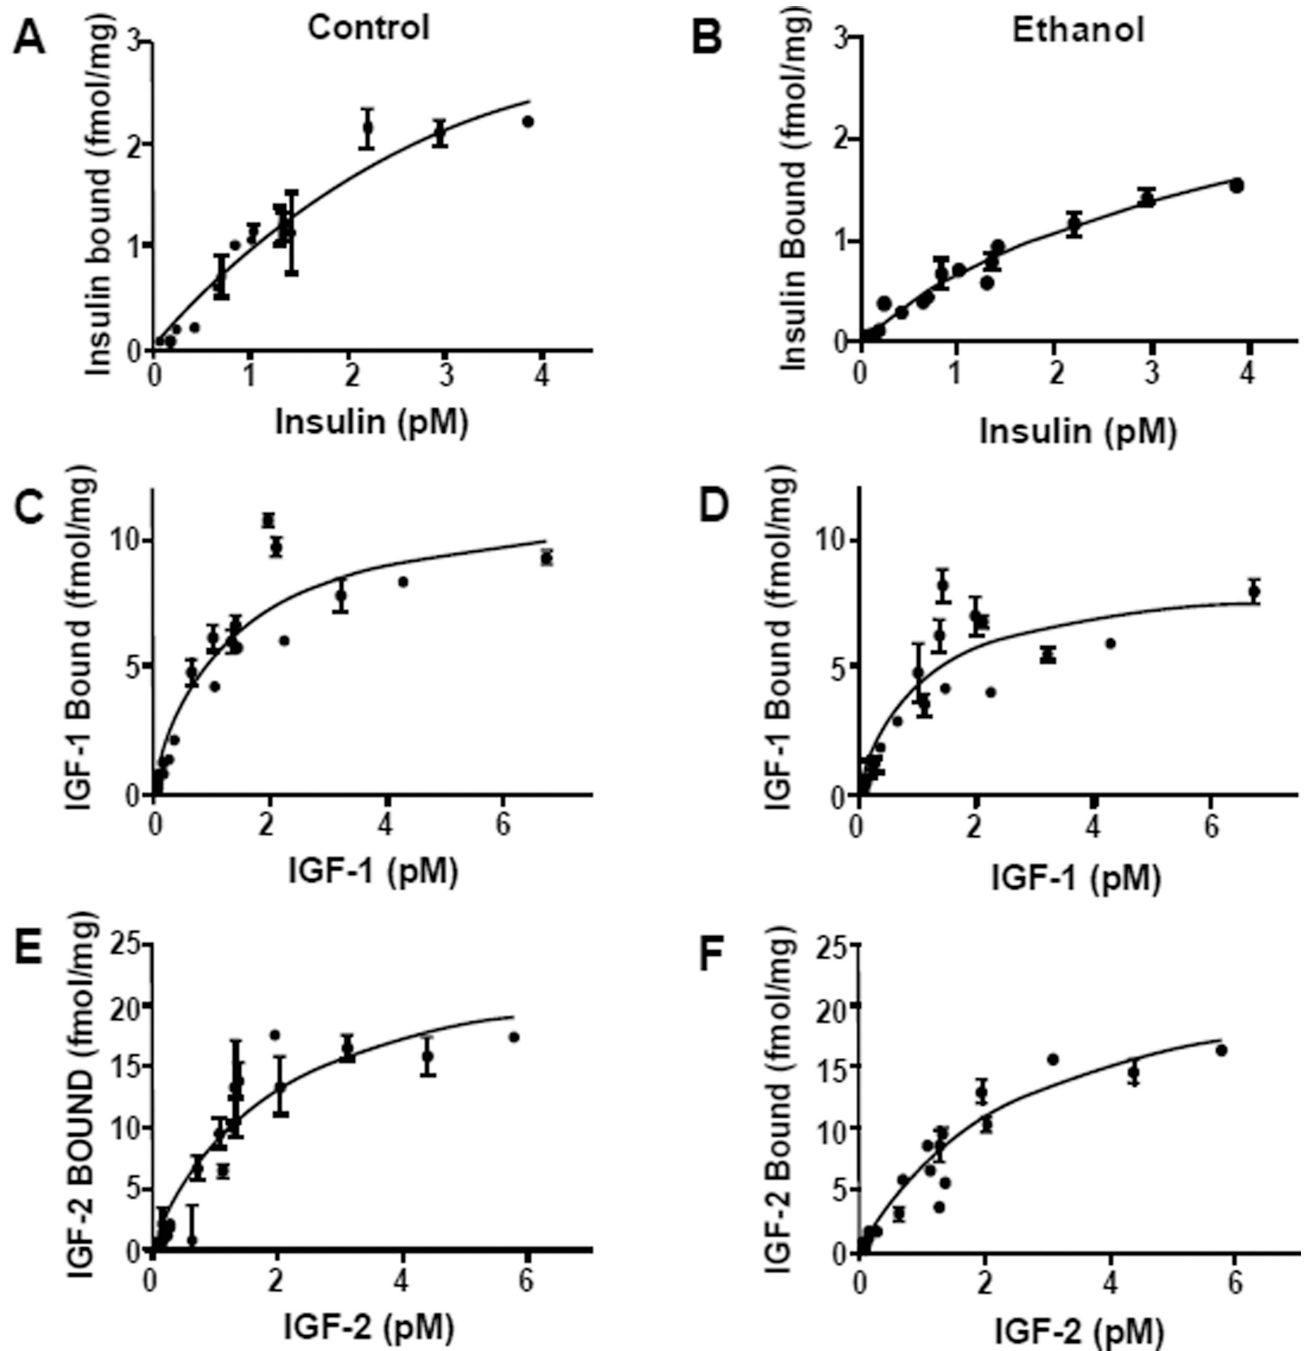 A
Control
Insulin bound (fmol/mg)
3
2
1
0
0 1 2 3 4
Insulin (pM)
B
Ethanol
Insulin Bound (fmol/mg)
3
2
1
0
0 1 2 3 4
Insulin (pM)
C
IGF-1 Bound (fmol/mg)
10
5
0
0 2 4 6
IGF-1 (pM)
D
IGF-1 Bound (fmol/mg)
10
5
0
0 2 4 6
IGF-1 (pM)
E
IGF-2 BOUND (fmol/mg)
25
20
15
10
5
0
0 2 4 6
IGF-2 (pM)
F
IGF-2 Bound (fmol/mg)
25
20
15
10
5
0
0 2 4 6
IGF-2 (pM)